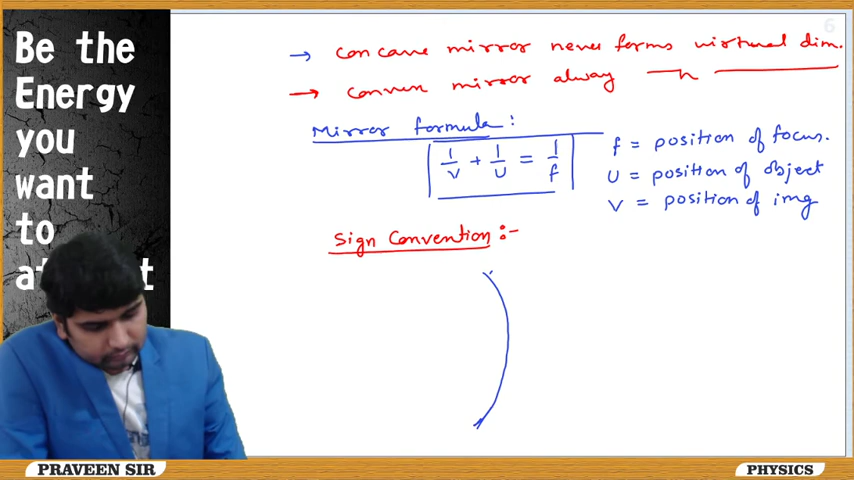 6
Be the
Energy
you
want
to
→ concave mirror never forms virtual dim.
→ convex mirror alway
Mirror formula:
1/v + 1/u = 1/f
f = position of focus.
u = position of object
v = position of img
Sign Convention :-
PRAVEEN SIR
PHYSICS